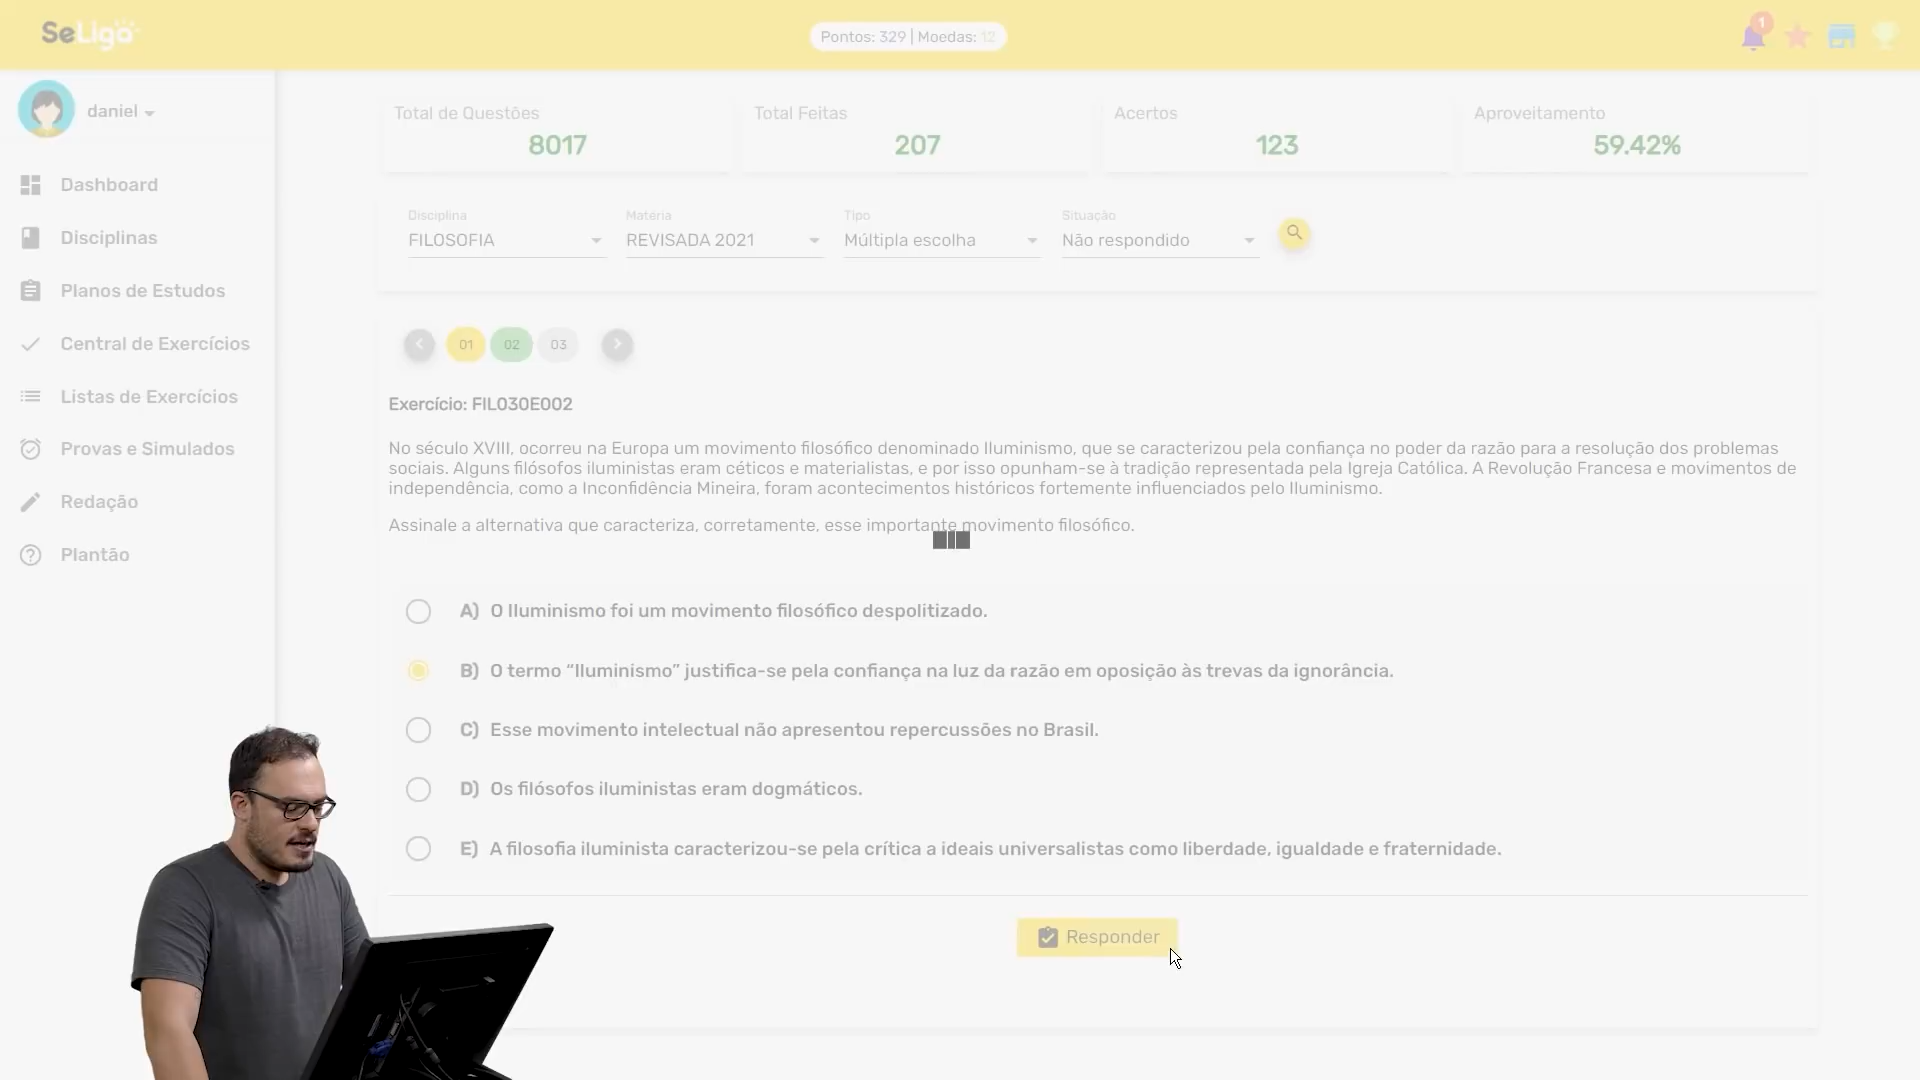 SeLiga
Pontos: 329 | Moedas: 12
1
daniel
Dashboard
Disciplinas
Planos de Estudos
Central de Exercícios
Listas de Exercícios
Provas e Simulados
Redação
Plantão
Total de Questões
8017
Total Feitas
207
Acertos
123
Aproveitamento
59.42%
Disciplina
FILOSOFIA
Matéria
REVISADA 2021
Tipo
Múltipla escolha
Situação
Não respondido
01 02 03
Exercício: FIL030E002
No século XVIII, ocorreu na Europa um movimento filosófico denominado Iluminismo, que se caracterizou pela confiança no poder da razão para a resolução dos problemas
sociais. Alguns filósofos iluministas eram céticos e materialistas, e por isso opunham-se à tradição representada pela Igreja Católica. A Revolução Francesa e movimentos de
independência, como a Inconfidência Mineira, foram acontecimentos históricos fortemente influenciados pelo Iluminismo.
Assinale a alternativa que caracteriza, corretamente, esse importante movimento filosófico.
A) O Iluminismo foi um movimento filosófico despolitizado.
B) O termo “Iluminismo” justifica-se pela confiança na luz da razão em oposição às trevas da ignorância.
C) Esse movimento intelectual não apresentou repercussões no Brasil.
D) Os filósofos iluministas eram dogmáticos.
E) A filosofia iluminista caracterizou-se pela crítica a ideais universalistas como liberdade, igualdade e fraternidade.
Responder